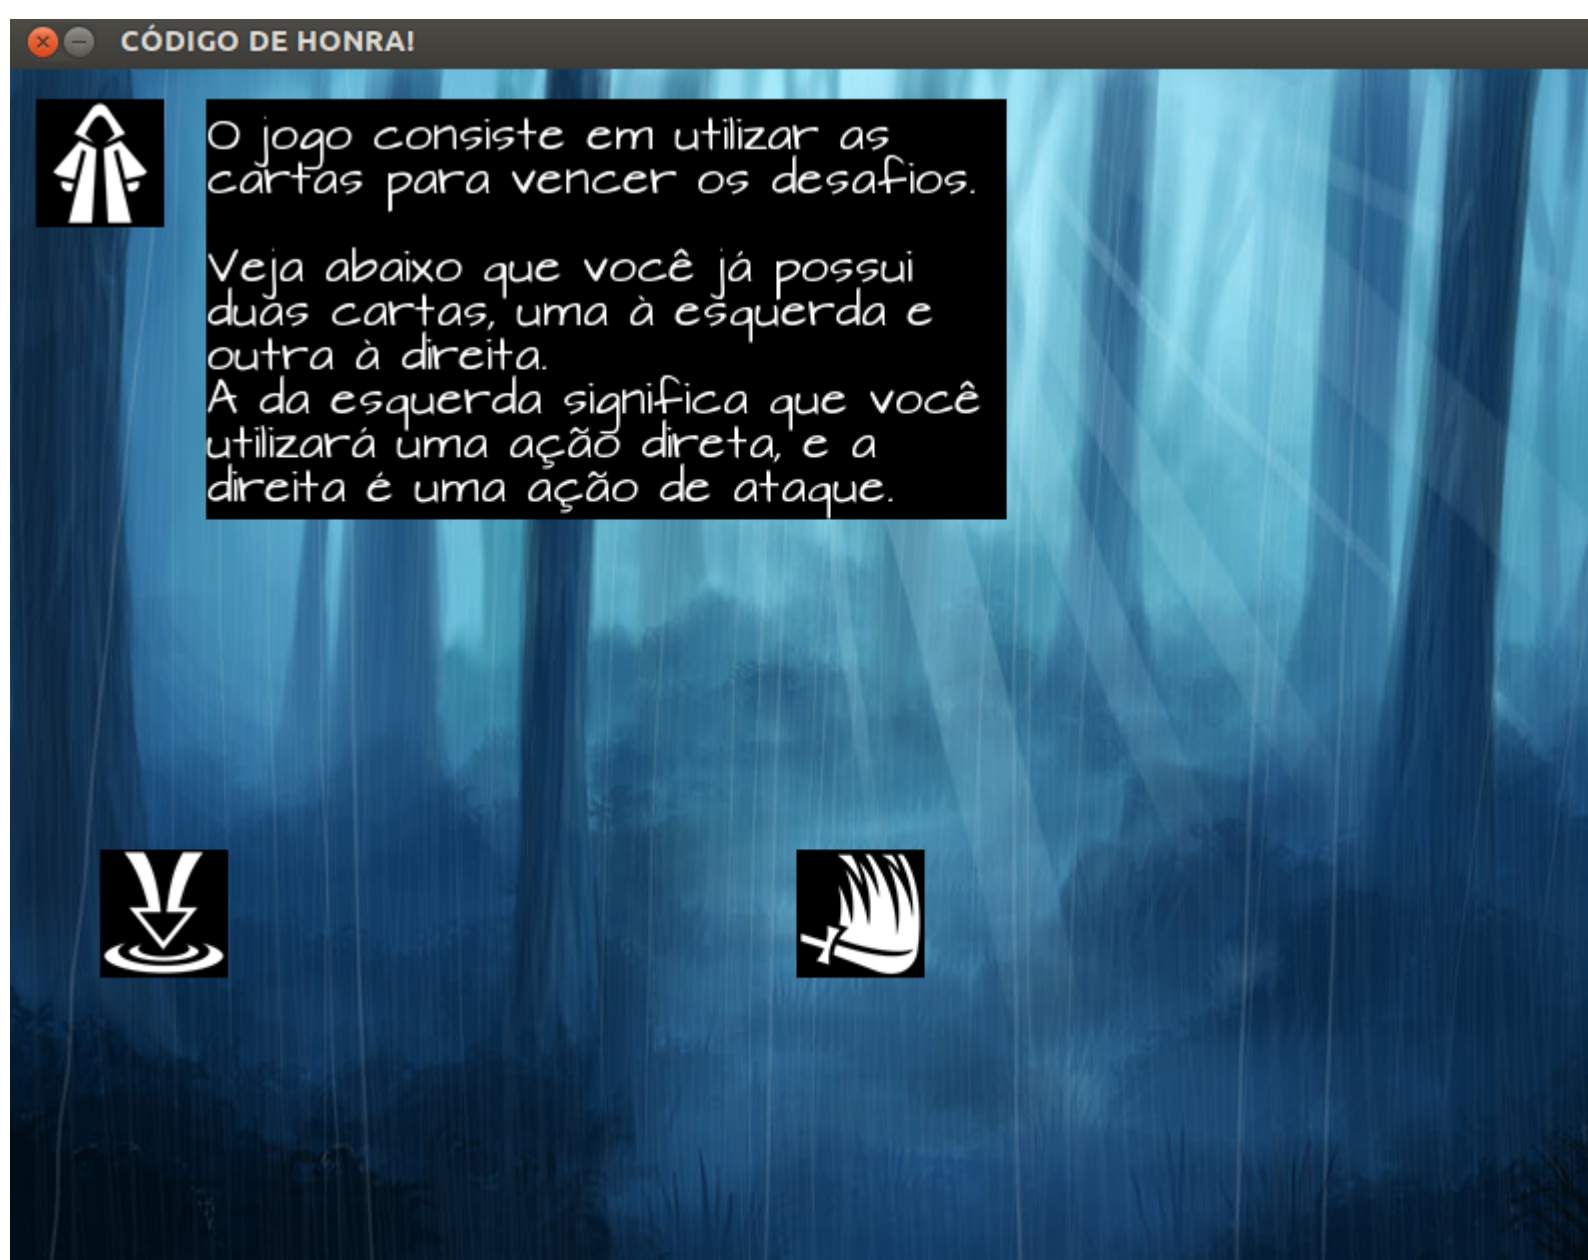 CÓDIGO DE HONRA!
O jogo consiste em utilizar as
cartas para vencer os desafios.
Veja abaixo que você já possui
duas cartas, uma à esquerda e
outra à direita.
A da esquerda significa que você
utilizará uma ação direta, e a
direita é uma ação de ataque.